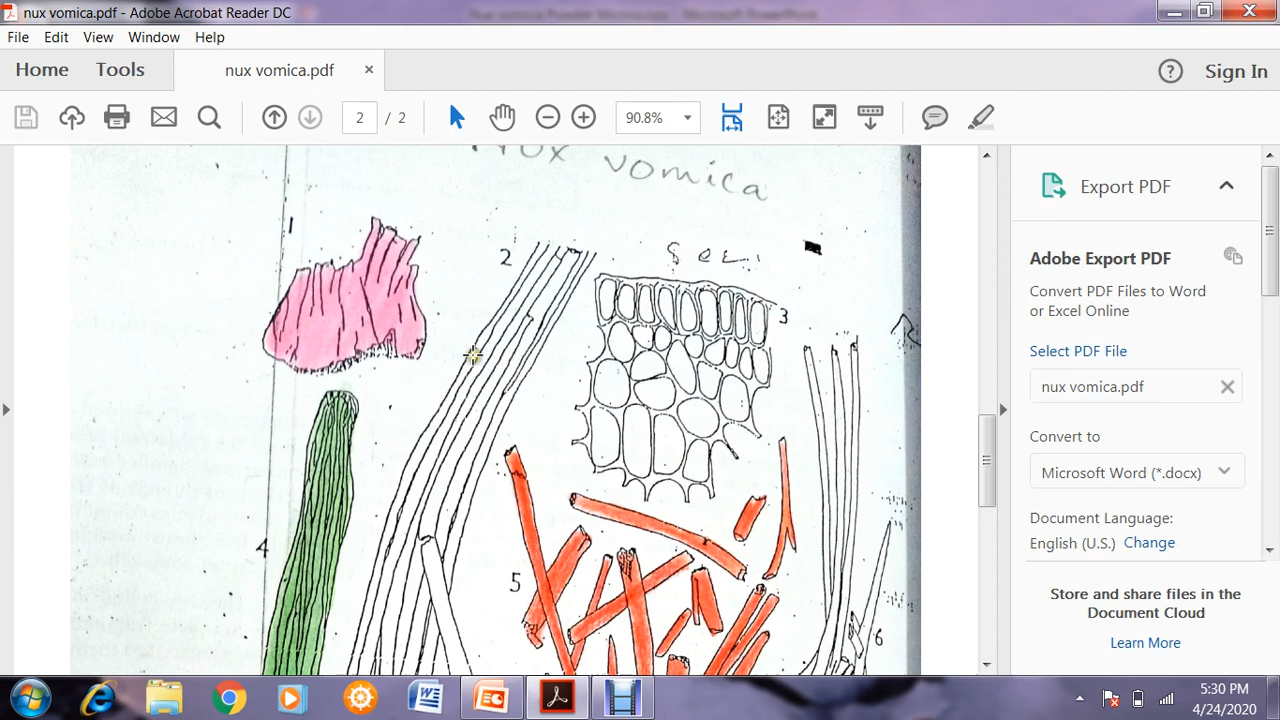 nux vomica.pdf - Adobe Acrobat Reader DC
File Edit View Window Help
Home Tools nux vomica.pdf × Sign In
2 / 2 90.8%
Nux vomica
1
2
3
4
5
6
Export PDF
Adobe Export PDF
Convert PDF Files to Word
or Excel Online
Select PDF File
nux vomica.pdf
Convert to
Microsoft Word (*.docx)
Document Language:
English (U.S.) Change
Store and share files in the
Document Cloud
Learn More
5:30 PM
4/24/2020